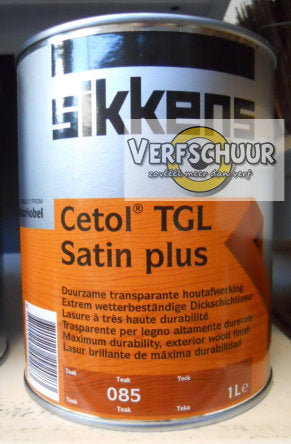 sikkens
VERFSCHUUR
zoveel meer dan verf
Cetol® TGL
Satin plus
Duurzame transparante houtafwerking
Extrem wetterbeständige Dickschichtlasur
Lasure à très haute durabilité
Trasparente per legno altamente durevole
Maximum durability, exterior wood finish
Lasur brillante de máxima durabilidad
Teak Teak Teck
085
Teak Teak Teka
1Le